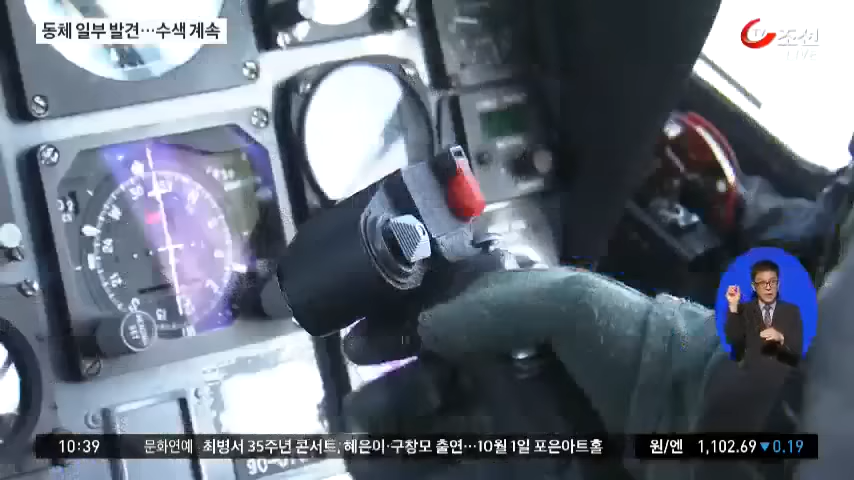 동체 일부 발견…수색 계속
조선
LIVE
10:39 문화연예 최병서 35주년 콘서트, 혜은이·구창모 출연…10월 1일 포은아트홀 원/엔 1,102.69▼0.19